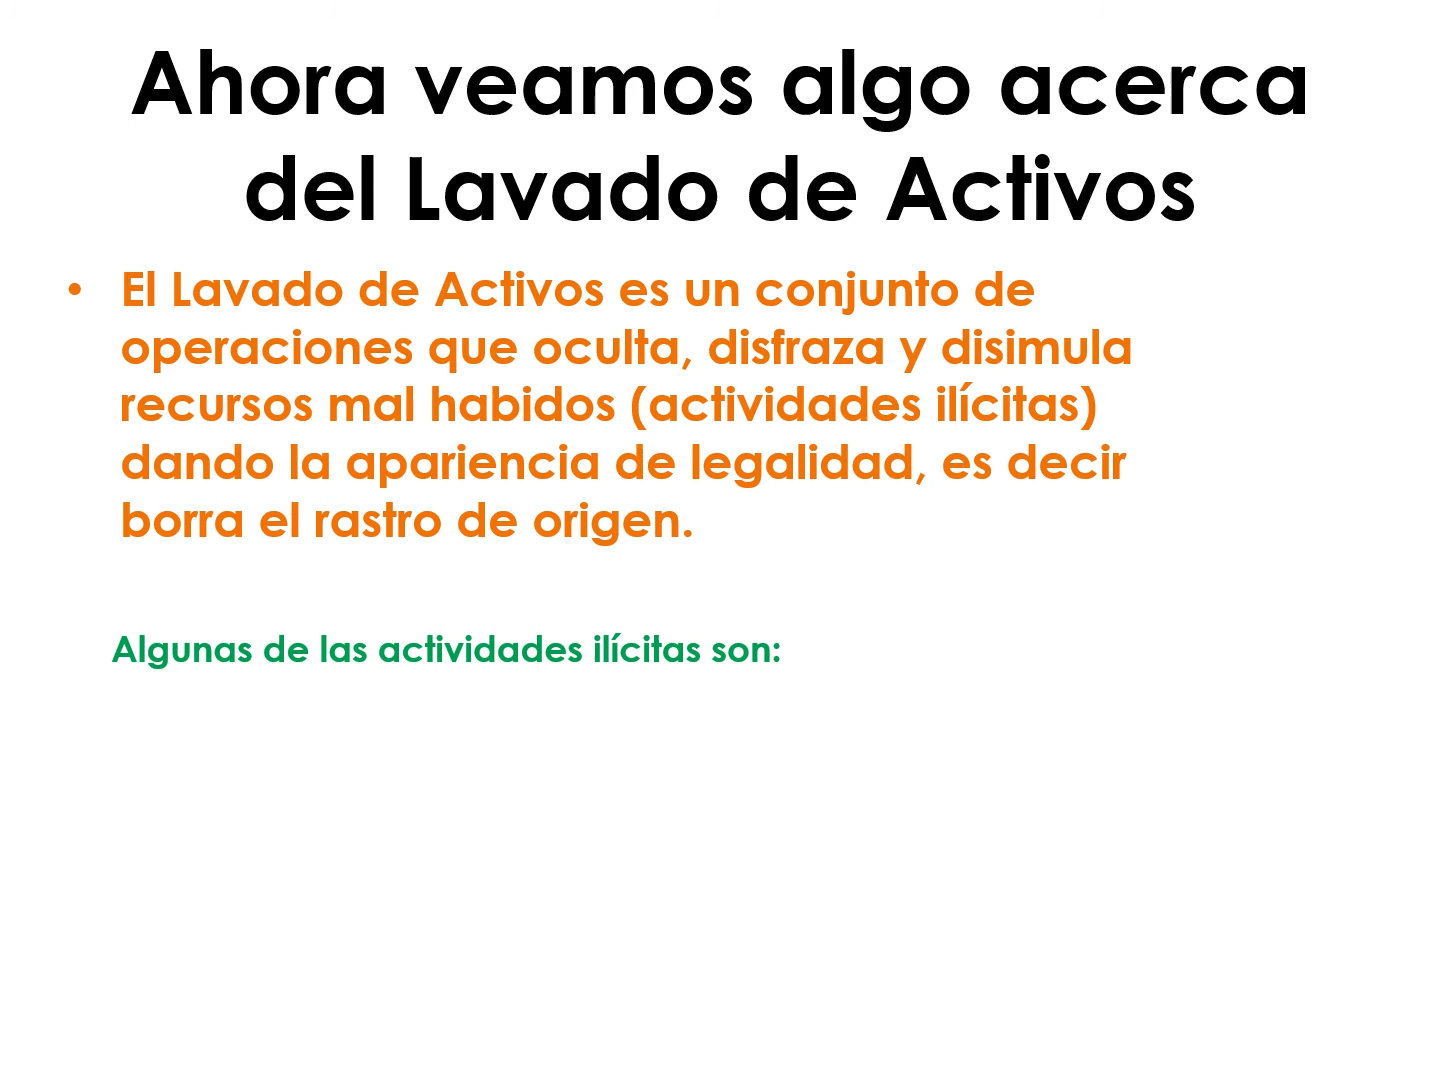 Ahora veamos algo acerca
del Lavado de Activos
• El Lavado de Activos es un conjunto de
operaciones que oculta, disfraza y disimula
recursos mal habidos (actividades ilícitas)
dando la apariencia de legalidad, es decir
borra el rastro de origen.
Algunas de las actividades ilícitas son: